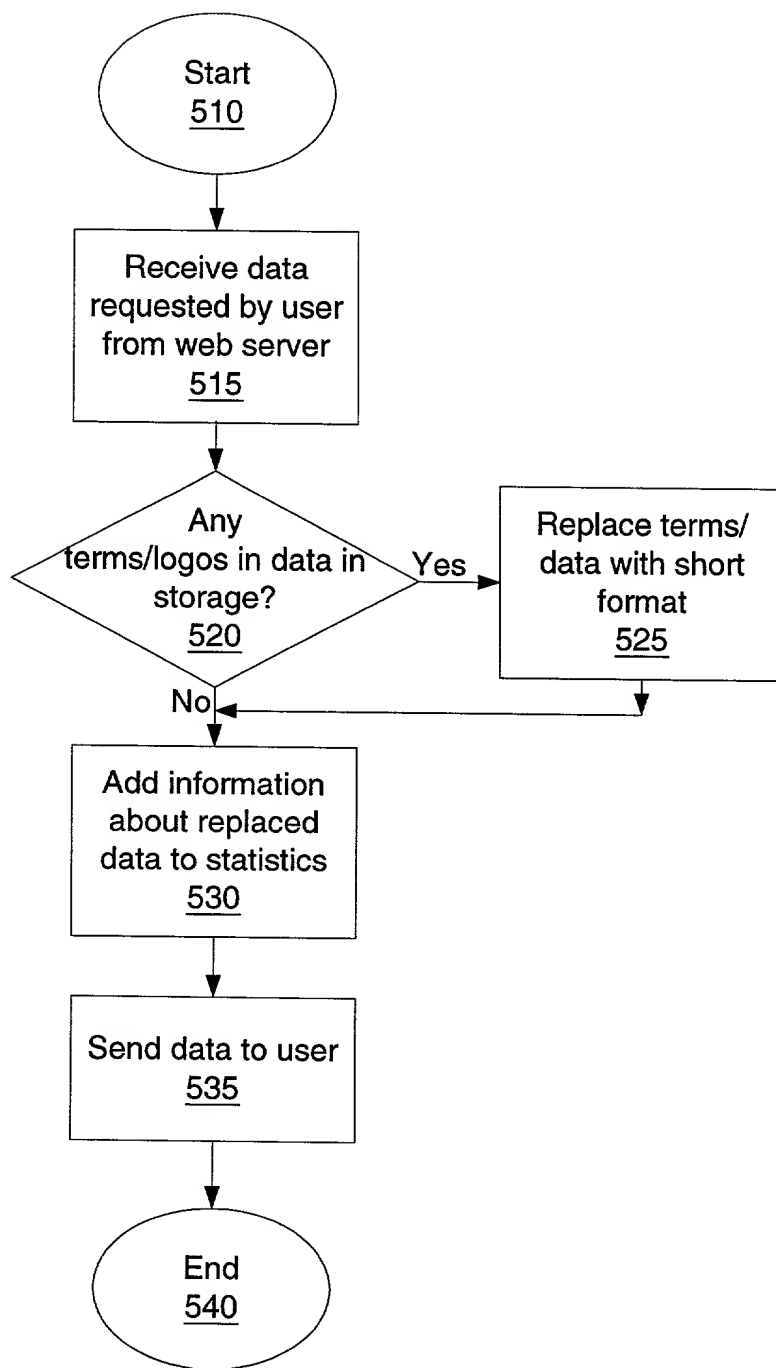 Start
510
Receive data
requested by user
from web server
515
Any
terms/logos in data in
storage?
520
Yes
Replace terms/
data with short
format
525
No
Add information
about replaced
data to statistics
530
Send data to user
535
End
540